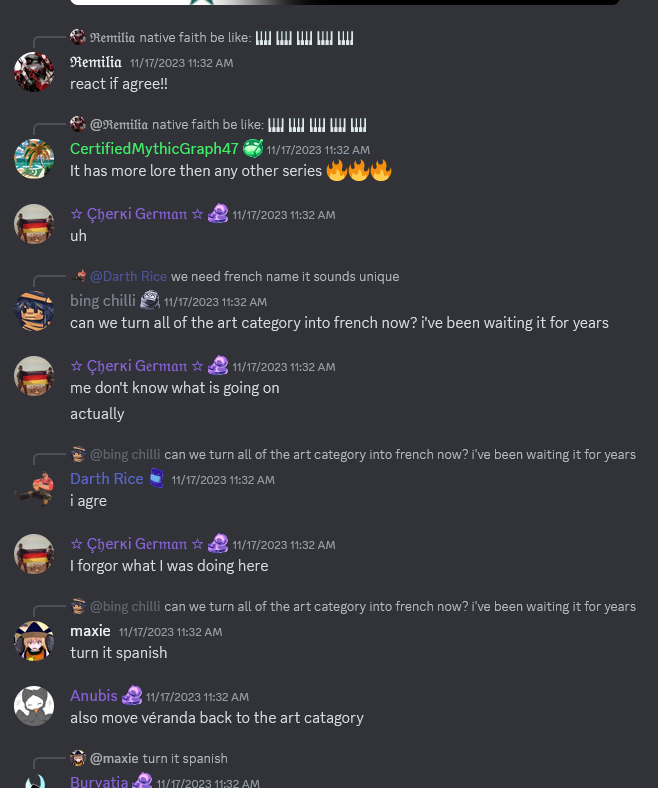 ℜemilia native faith be like: 🎹 🎹 🎹 🎹 🎹
ℜemilia 11/17/2023 11:32 AM
react if agree!!
@ℜemilia native faith be like: 🎹 🎹 🎹 🎹 🎹
CertifiedMythicGraph47 11/17/2023 11:32 AM
It has more lore then any other series 🔥🔥🔥
☆ Çɧerкi Gερmαn ☆ 11/17/2023 11:32 AM
uh
@Darth Rice we need french name it sounds unique
bing chilli 11/17/2023 11:32 AM
can we turn all of the art category into french now? i've been waiting it for years
☆ Çɧerкi Gερmαn ☆ 11/17/2023 11:32 AM
me don't know what is going on
actually
@bing chilli can we turn all of the art category into french now? i've been waiting it for years
Darth Rice 11/17/2023 11:32 AM
i agre
☆ Çɧerкi Gερmαn ☆ 11/17/2023 11:32 AM
I forgor what I was doing here
@bing chilli can we turn all of the art category into french now? i've been waiting it for years
maxie 11/17/2023 11:32 AM
turn it spanish
Anubis 11/17/2023 11:32 AM
also move véranda back to the art catagory
@maxie turn it spanish
Buryatia 11/17/2023 11:32 AM